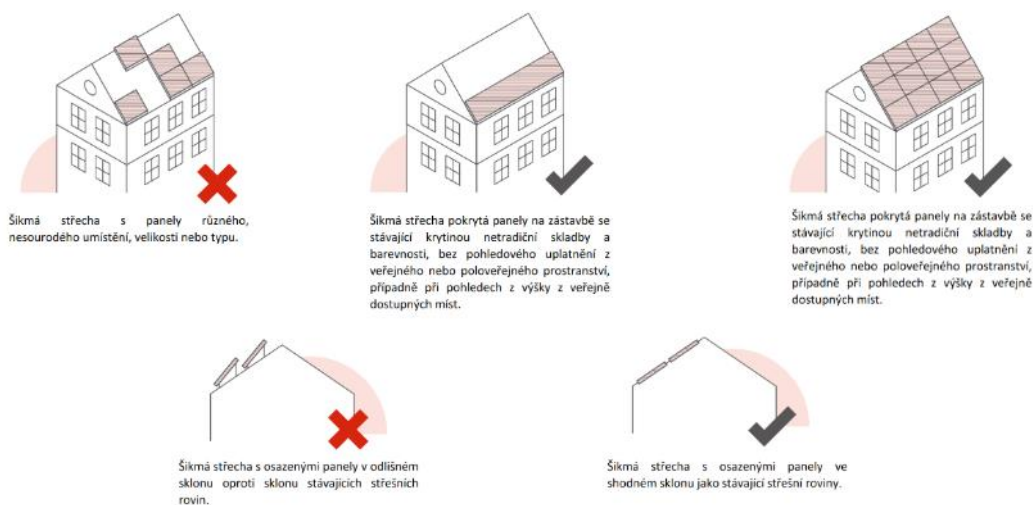 Šikmá střecha s panely různého,
nesourodého umístění, velikosti nebo typu.
Šikmá střecha pokrytá panely na zástavbě se
stávající krytinou netradiční skladby a
barevnosti, bez pohledového uplatnění z
veřejného nebo poloveřejného prostranství,
případně při pohledech z výšky z veřejně
dostupných míst.
Šikmá střecha pokrytá panely na zástavbě se
stávající krytinou netradiční skladby a
barevnosti, bez pohledového uplatnění z
veřejného nebo poloveřejného prostranství,
případně při pohledech z výšky z veřejně
dostupných míst.
Šikmá střecha s osazenými panely v odlišném
sklonu oproti sklonu stávajících střešních
rovin.
Šikmá střecha s osazenými panely ve
shodném sklonu jako stávající střešní roviny.